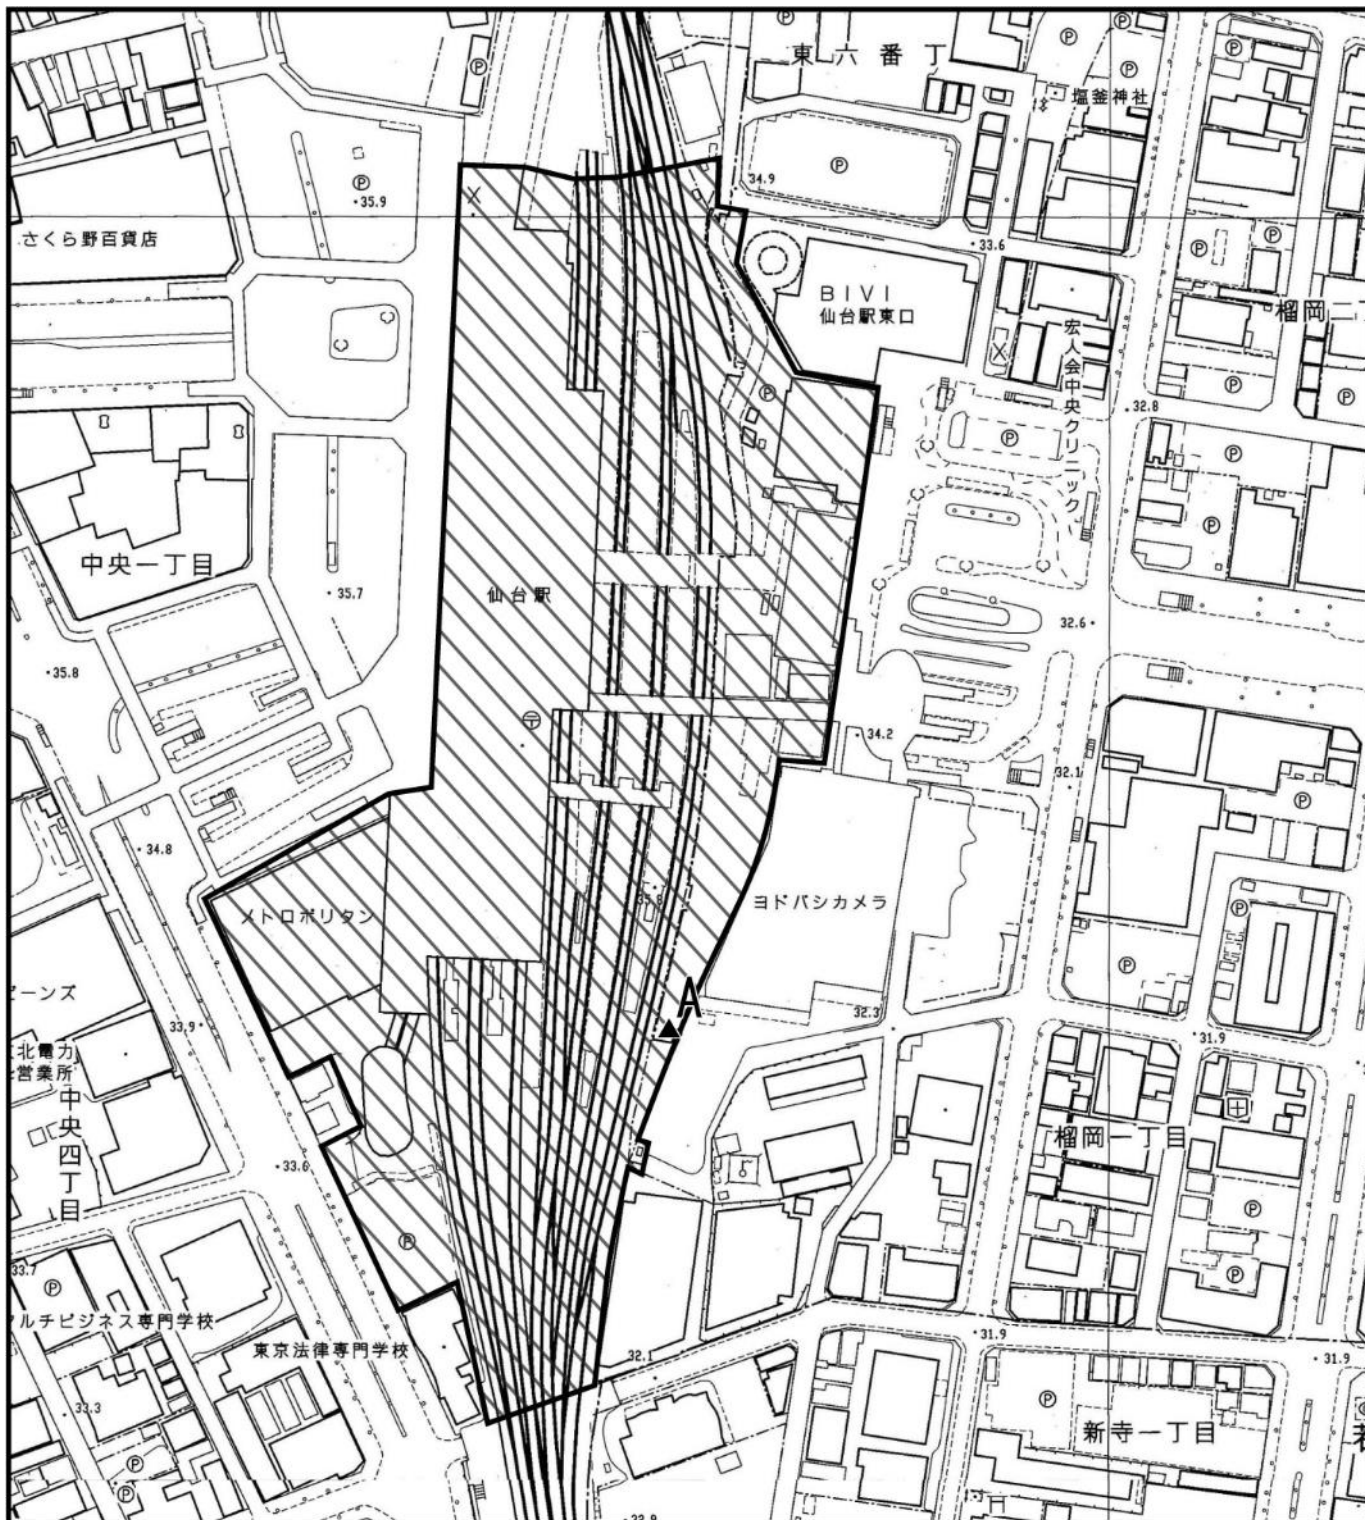 東六番丁
Ⓟ
Ⓟ
Ⓟ
Ⓟ
Ⓟ
Ⓟ
塩釜神社
Ⓟ
34.9
Ⓟ
35.9
さくら野百貨店
33.6
Ⓟ
Ⓟ
BIVI
仙台駅東口
榴岡二
宏人会中央クリニック
Ⓟ
Ⓟ
Ⓟ
32.8
Ⓟ
Ⓟ
Ⓟ
中央一丁目
仙台駅
35.7
32.6
35.8
34.2
32.1
Ⓟ
34.8
メトロポリタン
35.8
ヨドバシカメラ
Ⓟ
ーンズ
Ⓟ
A
33.9
32.3
31.9
北電力
営業所
中央四丁目
榴岡一丁目
33.6
Ⓟ
Ⓟ
33.7
Ⓟ
Ⓟ
ルチビジネス専門学校
東京法律専門学校
31.9
32.1
31.9
33.3
Ⓟ
新寺一丁目
Ⓟ
Ⓟ
32.9